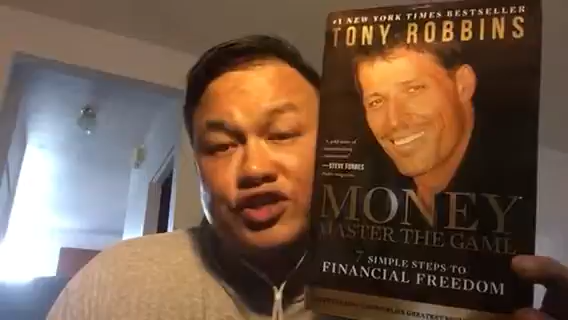 #1 NEW YORK TIMES BESTSELLER
TONY ROBBINS
—STEVE FORBES
MONEY
MASTER THE GAME
7 SIMPLE STEPS TO
FINANCIAL FREEDOM
GREATEST